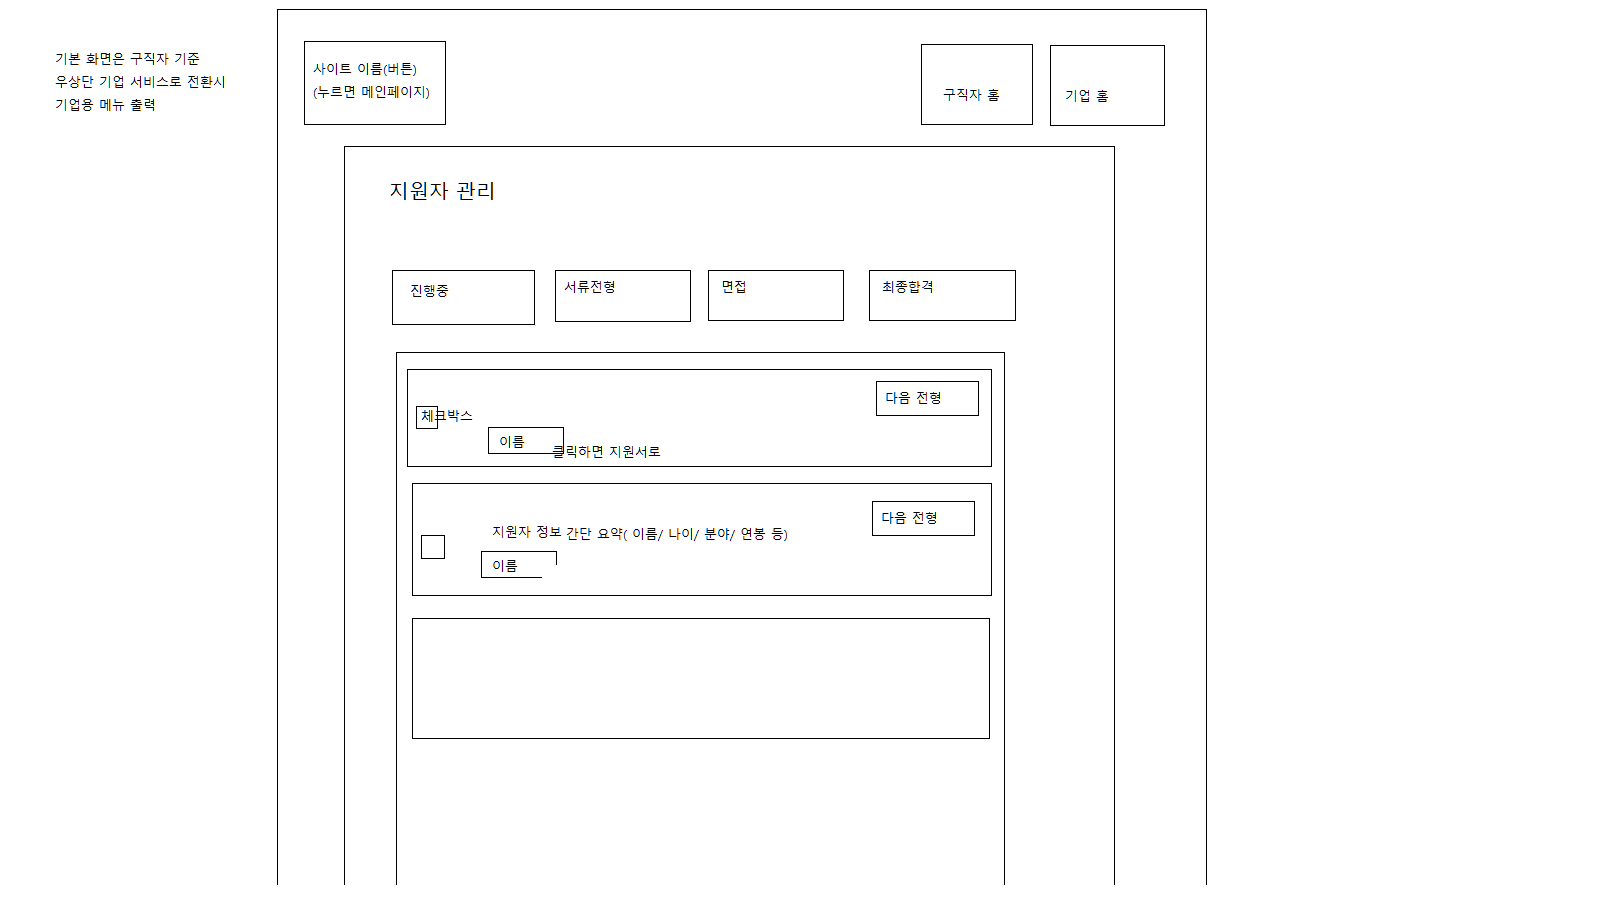 기본 화면은 구직자 기준
우상단 기업 서비스로 전환시
기업용 메뉴 출력
사이트 이름(버튼)
(누르면 메인페이지)
구직자 홈
기업 홈
지원자 관리
진행중
서류전형
면접
최종합격
다음 전형
체크박스
이름
클릭하면 지원서로
다음 전형
지원자 정보 간단 요약( 이름/ 나이/ 분야/ 연봉 등)
이름